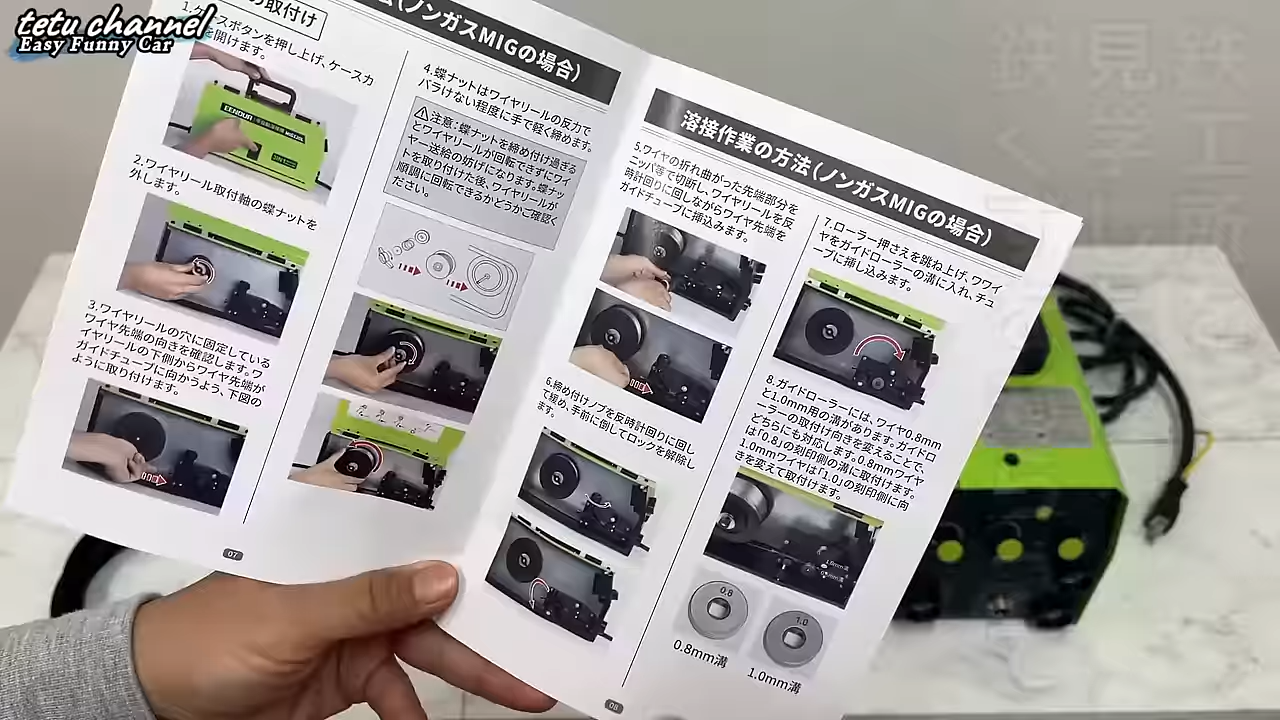 tetu channel
Easy Funny Car
の取付け
(ノンガスMIGの場合)
1.ケースボタンを押し上げ、ケースカ
を開けます。
EENOUR
2.ワイヤリール取付軸の蝶ナットを
外します。
3.ワイヤリールの穴に固定している
ワイヤ先端の向きを確認します。ワ
イヤリールの下側からワイヤ先端が
ガイドチューブに向かうよう、下図の
ように取り付けます。
07
4.蝶ナットはワイヤリールの反力で
バラけない程度に手で軽く締めます。
注意:蝶ナットを締め付け過ぎる
とワイヤリールが回転できずにワイ
ヤー送給の妨げになります。蝶ナッ
トを取り付けた後、ワイヤリールが
順調に回転できるかどうかご確認く
ださい。
溶接作業の方法(ノンガスMIGの場合)
5.ワイヤの折れ曲がった先端部分を
ニッパ等で切断し、ワイヤリールを反
時計回りに回しながらワイヤ先端を
ガイドチューブに挿込みます。
6.締め付けノブを反時計回りに回し
て緩め、手前に倒してロックを解除し
ます。
08
7.ローラー押さえを跳ね上げ、ワワイ
ヤをガイドローラーの溝に入れ、チュ
ーブに挿し込みます。
8.ガイドローラーには、ワイヤ0.8mm
と1.0mm用の溝があります。ガイドロ
ーラーの取付け向きを変えることで、
どちらにも対応します。0.8mmワイヤ
は「0.8」の刻印側の溝に取付けます。
1.0mmワイヤは「1.0」の刻印側に向
きを変えて取付けます。
0.8
1.0
0.8mm溝
1.0mm溝